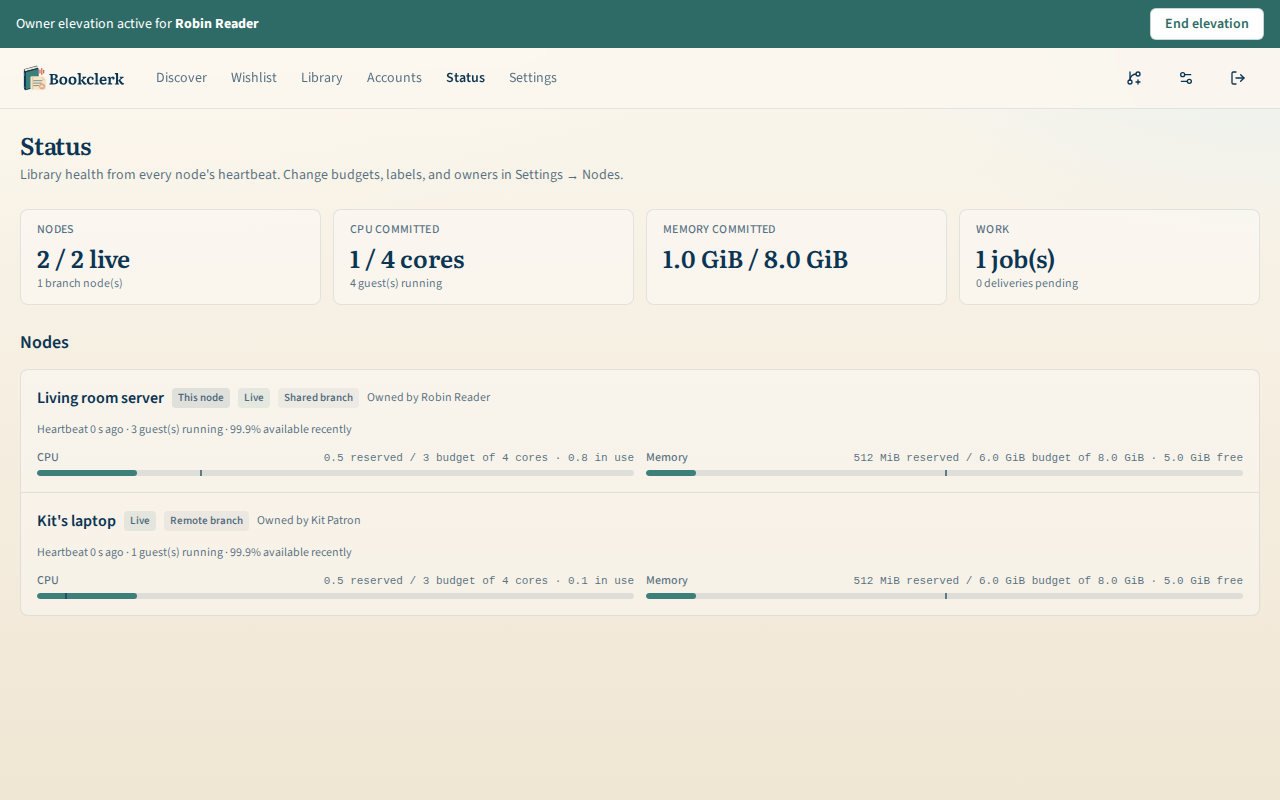 Owner elevation active for Robin Reader
End elevation
Bookclerk
Discover
Wishlist
Library
Accounts
Status
Settings
Status
Library health from every node's heartbeat. Change budgets, labels, and owners in Settings → Nodes.
NODES
2 / 2 live
1 branch node(s)
CPU COMMITTED
1 / 4 cores
4 guest(s) running
MEMORY COMMITTED
1.0 GiB / 8.0 GiB
WORK
1 job(s)
0 deliveries pending
Nodes
Living room server This node Live Shared branch Owned by Robin Reader
Heartbeat 0 s ago · 3 guest(s) running · 99.9% available recently
CPU 0.5 reserved / 3 budget of 4 cores · 0.8 in use
Memory 512 MiB reserved / 6.0 GiB budget of 8.0 GiB · 5.0 GiB free
Kit's laptop Live Remote branch Owned by Kit Patron
Heartbeat 0 s ago · 1 guest(s) running · 99.9% available recently
CPU 0.5 reserved / 3 budget of 4 cores · 0.1 in use
Memory 512 MiB reserved / 6.0 GiB budget of 8.0 GiB · 5.0 GiB free